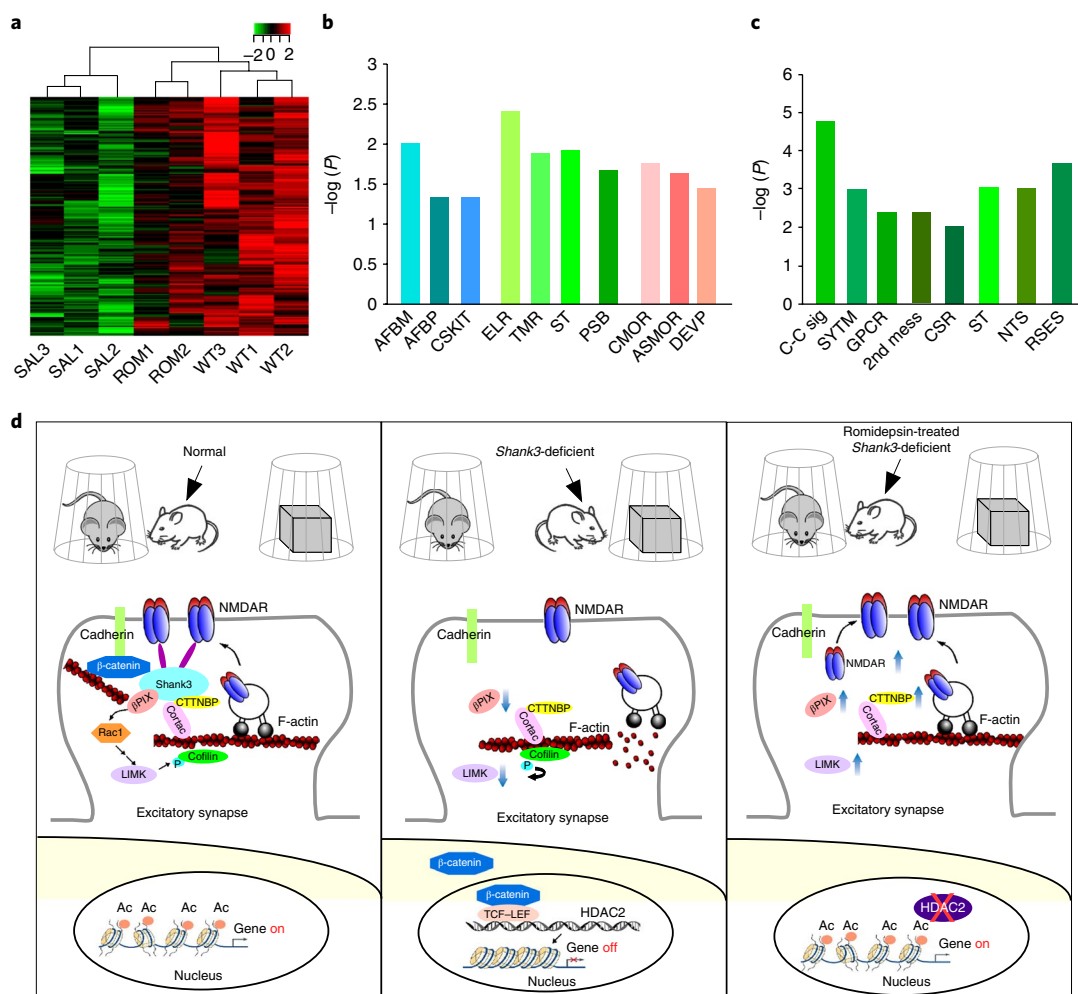 a
−2 0 2
SAL3
SAL1
SAL2
ROM1
ROM2
WT3
WT1
WT2
b
−log (P)
3
2.5
2
1.5
1
0.5
0
AFBM
AFBP
CSKIT
ELR
TMR
ST
PSB
CMOR
ASMOR
DEVP
c
−log (P)
6
5
4
3
2
1
0
C-C sig
SYTM
GPCR
2nd mess
CSR
ST
NTS
RSES
d
Normal
NMDAR
Cadherin
β-catenin
Shank3
βPIX
CTTNBP
Cortac
Rac1
F-actin
Cofilin
P
LIMK
Excitatory synapse
Ac Ac Ac Ac
Gene on
Nucleus
Shank3-deficient
NMDAR
Cadherin
βPIX
CTTNBP
Cortac
F-actin
Cofilin
P
LIMK
Excitatory synapse
β-catenin
β-catenin
TCF–LEF
HDAC2
Gene off
Nucleus
Romidepsin-treated
Shank3-deficient
NMDAR
Cadherin
NMDAR
βPIX
CTTNBP
Cortac
F-actin
LIMK
Excitatory synapse
HDAC2
Ac Ac Ac Ac
Gene on
Nucleus